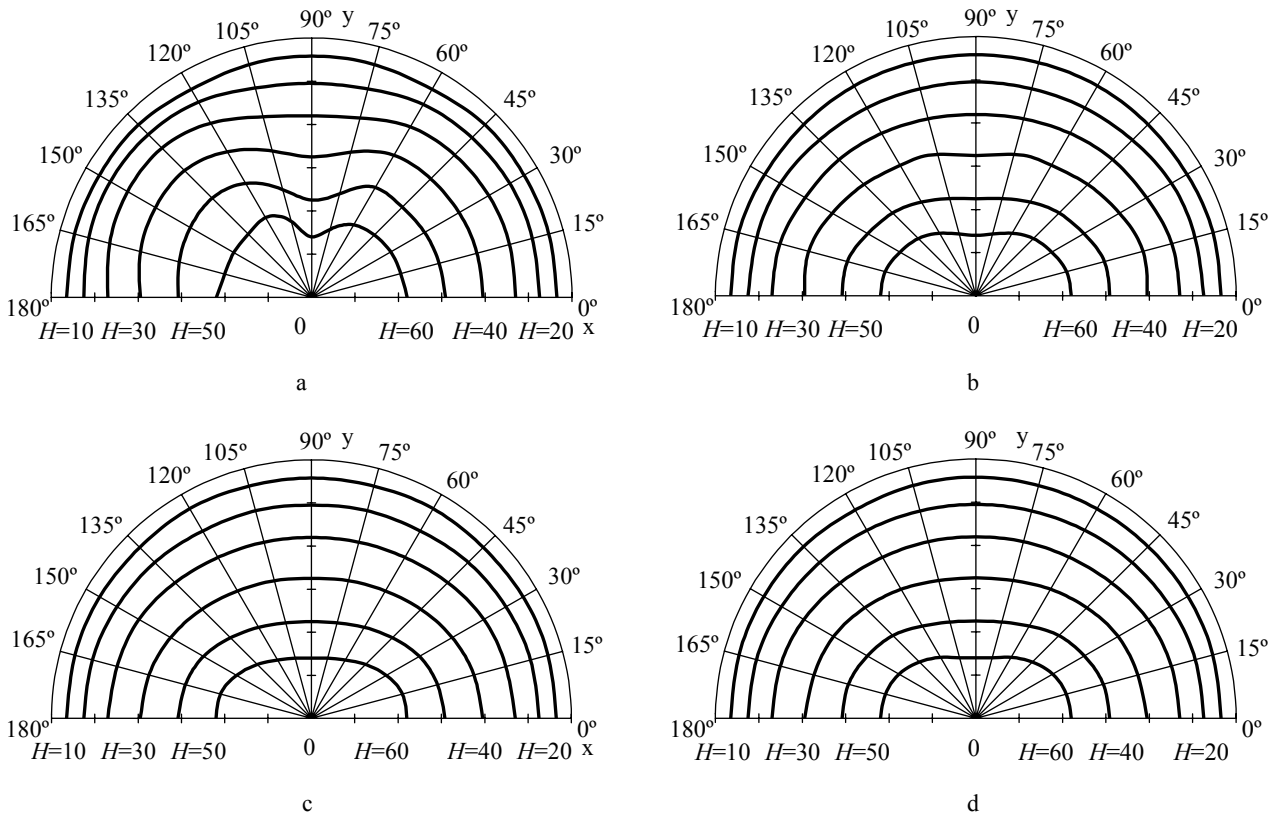 90º y
105º 75º
120º 60º
135º 45º
150º 30º
165º 15º
180º 0º
H=10 H=30 H=50 0 H=60 H=40 H=20 x
a
90º y
105º 75º
120º 60º
135º 45º
150º 30º
165º 15º
180º 0º
H=10 H=30 H=50 0 H=60 H=40 H=20
b
90º y
105º 75º
120º 60º
135º 45º
150º 30º
165º 15º
180º 0º
H=10 H=30 H=50 0 H=60 H=40 H=20 x
c
90º y
105º 75º
120º 60º
135º 45º
150º 30º
165º 15º
180º 0º
H=10 H=30 H=50 0 H=60 H=40 H=20
d